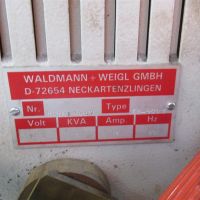 WALDMANN + WEIGL GMBH
D-72654 NECKARTENZLINGEN
Nr. Type
Volt KVA Amp. Hz